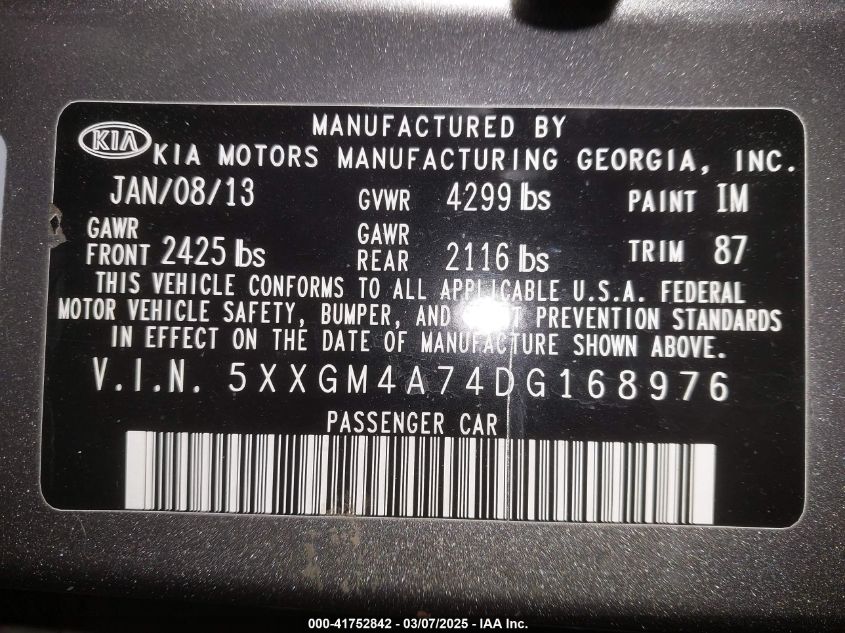 MANUFACTURED BY
KIA KIA MOTORS MANUFACTURING GEORGIA, INC.
JAN/08/13 GVWR 4299 lbs PAINT IM
GAWR FRONT 2425 lbs GAWR REAR 2116 lbs TRIM 87
THIS VEHICLE CONFORMS TO ALL APPLICABLE U.S.A. FEDERAL
MOTOR VEHICLE SAFETY, BUMPER, AND PREVENTION STANDARDS
IN EFFECT ON THE DATE OF MANUFACTURE SHOWN ABOVE.
V.I.N. 5XXGM4A74DG168976
PASSENGER CAR
000-41752842 - 03/07/2025 - IAA Inc.